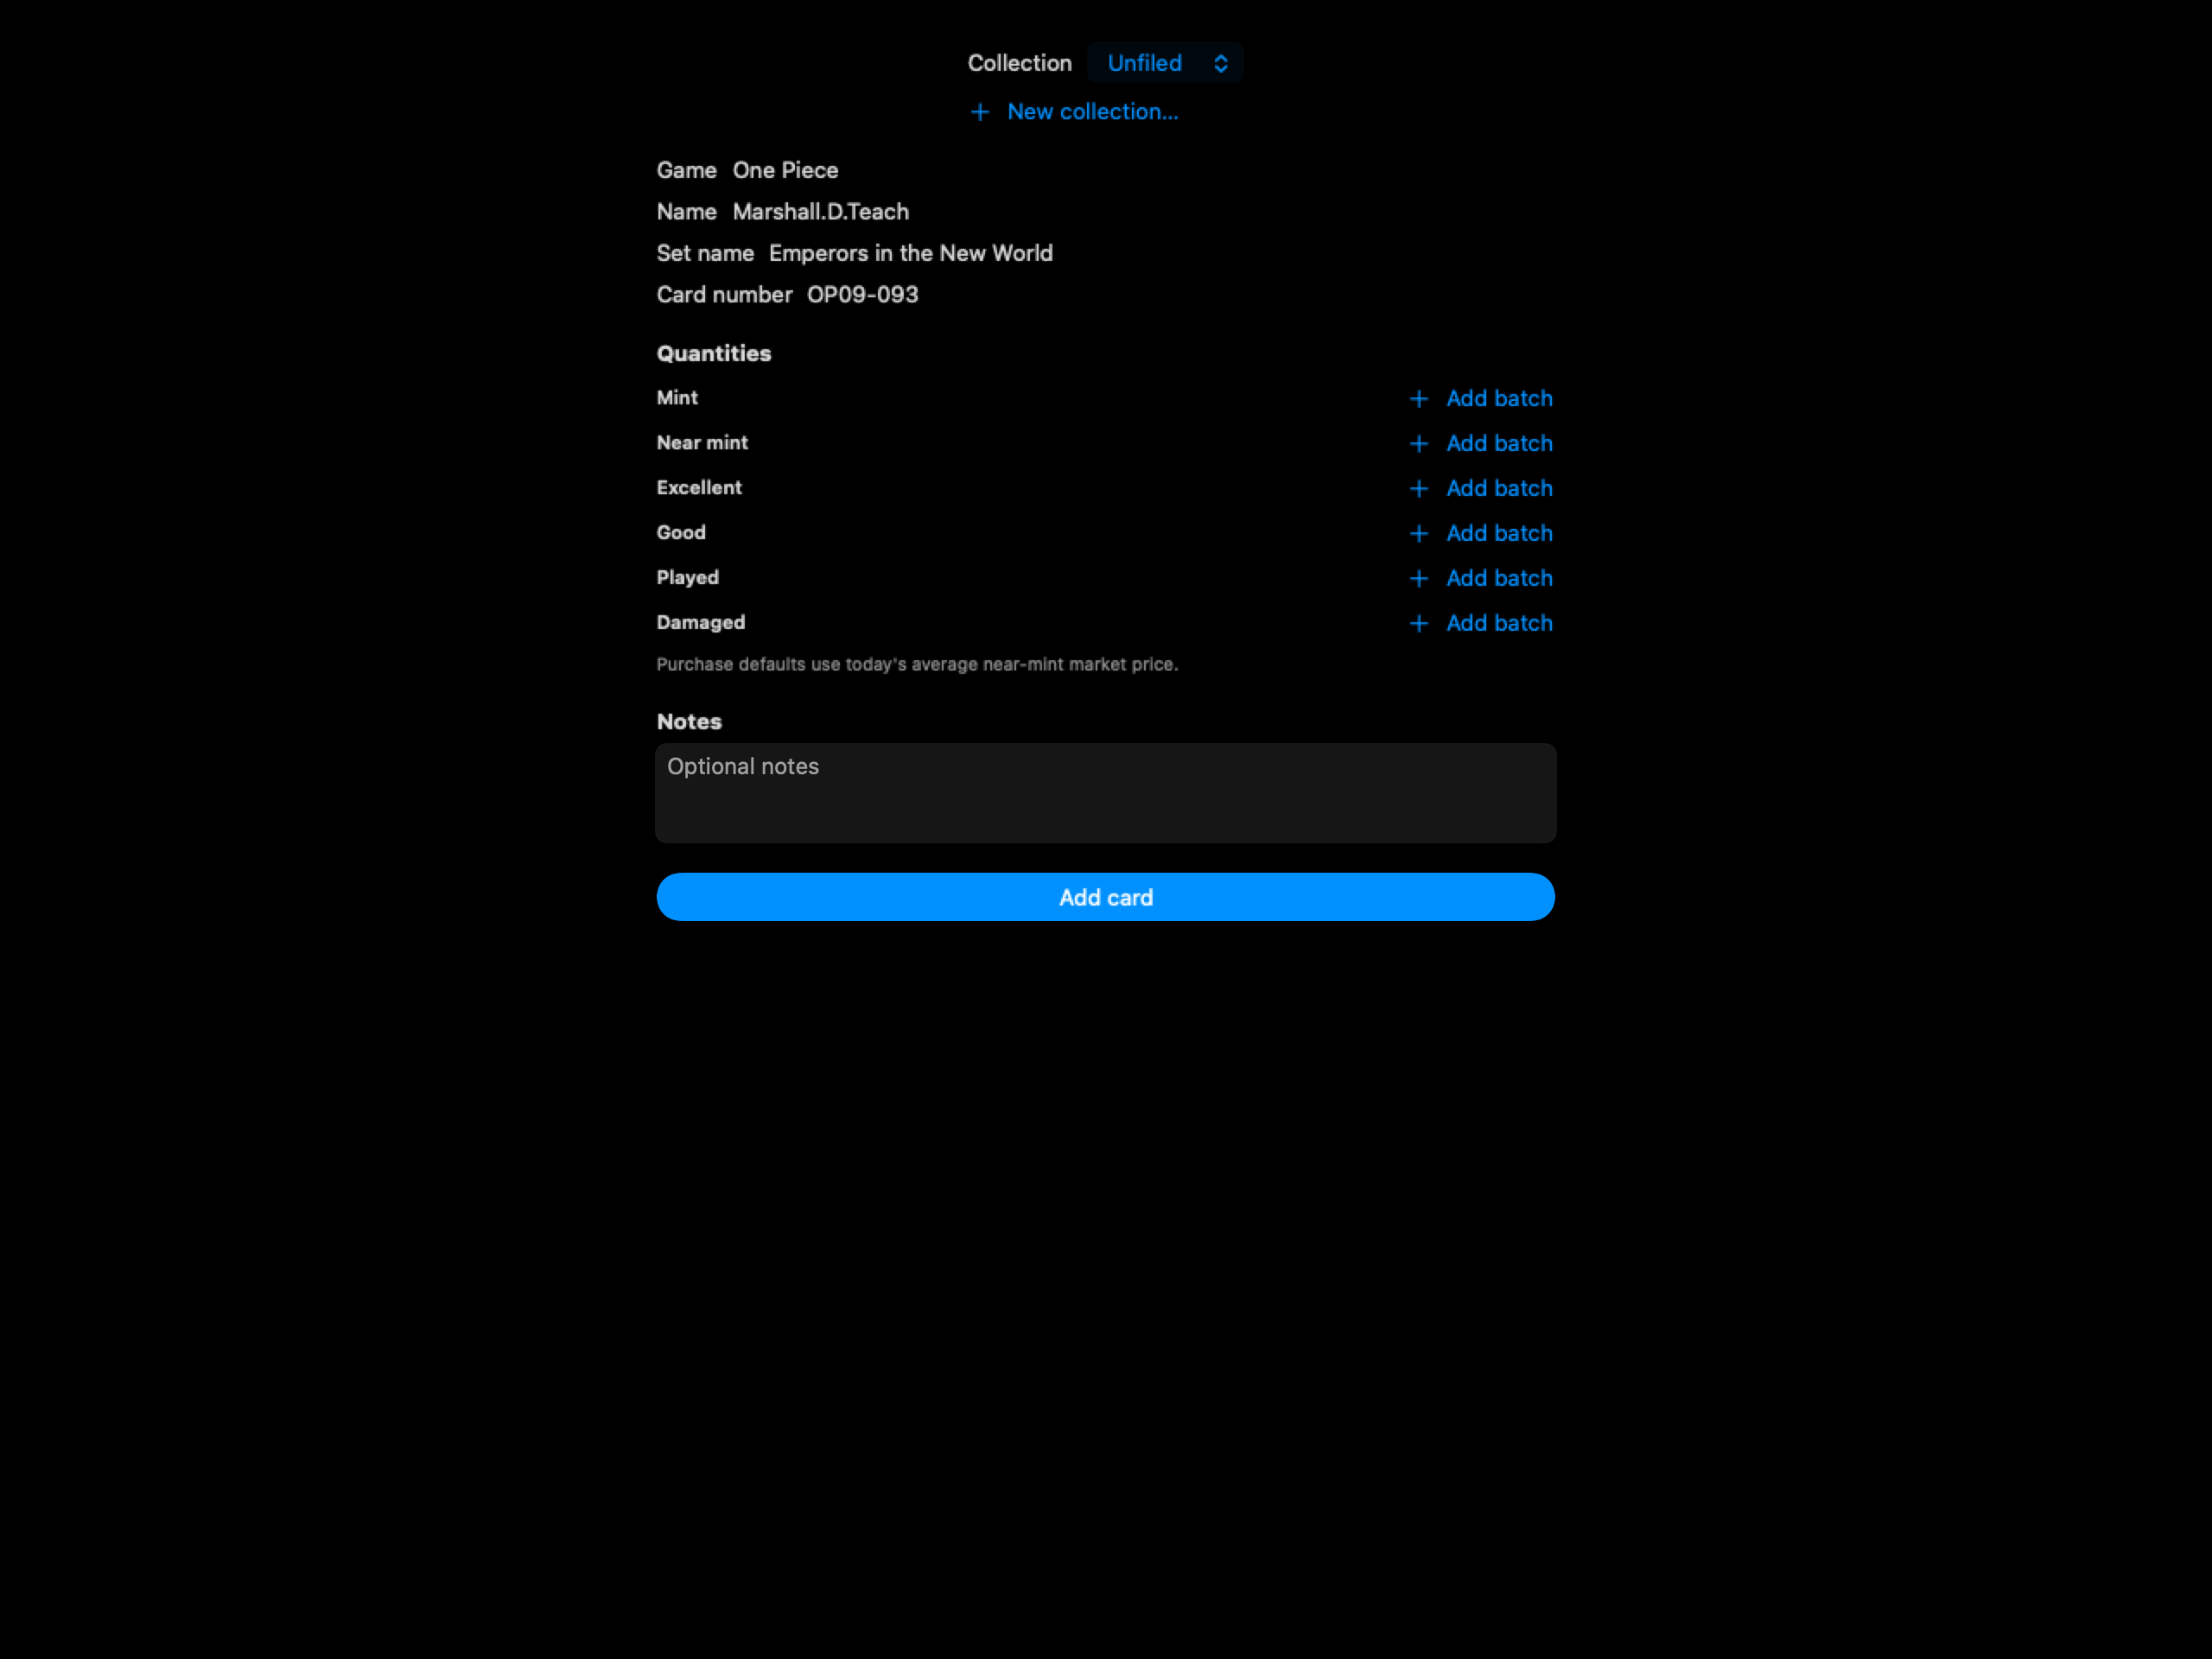 Collection Unfiled
New collection...
Game One Piece
Name Marshall.D.Teach
Set name Emperors in the New World
Card number OP09-093
Quantities
Mint + Add batch
Near mint + Add batch
Excellent + Add batch
Good + Add batch
Played + Add batch
Damaged + Add batch
Purchase defaults use today's average near-mint market price.
Notes
Optional notes
Add card